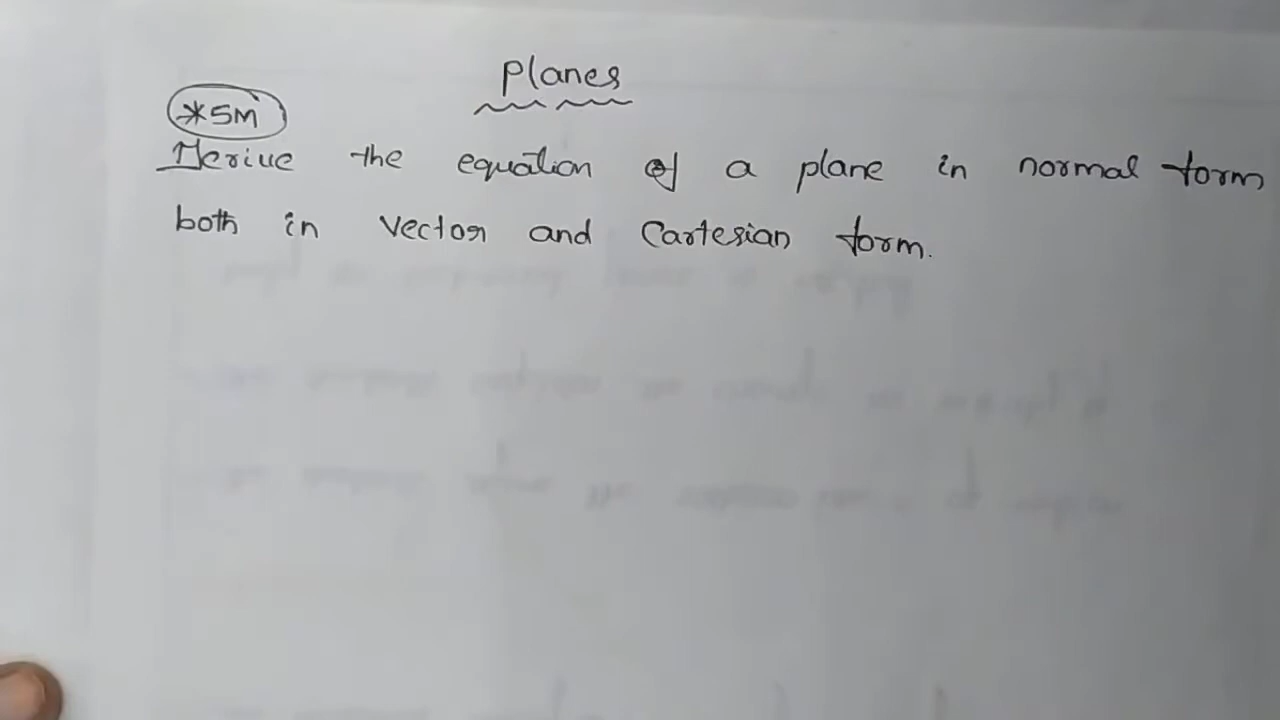 Planes
*5M
Derive the equation of a plane in normal form
both in vector and Cartesian form.